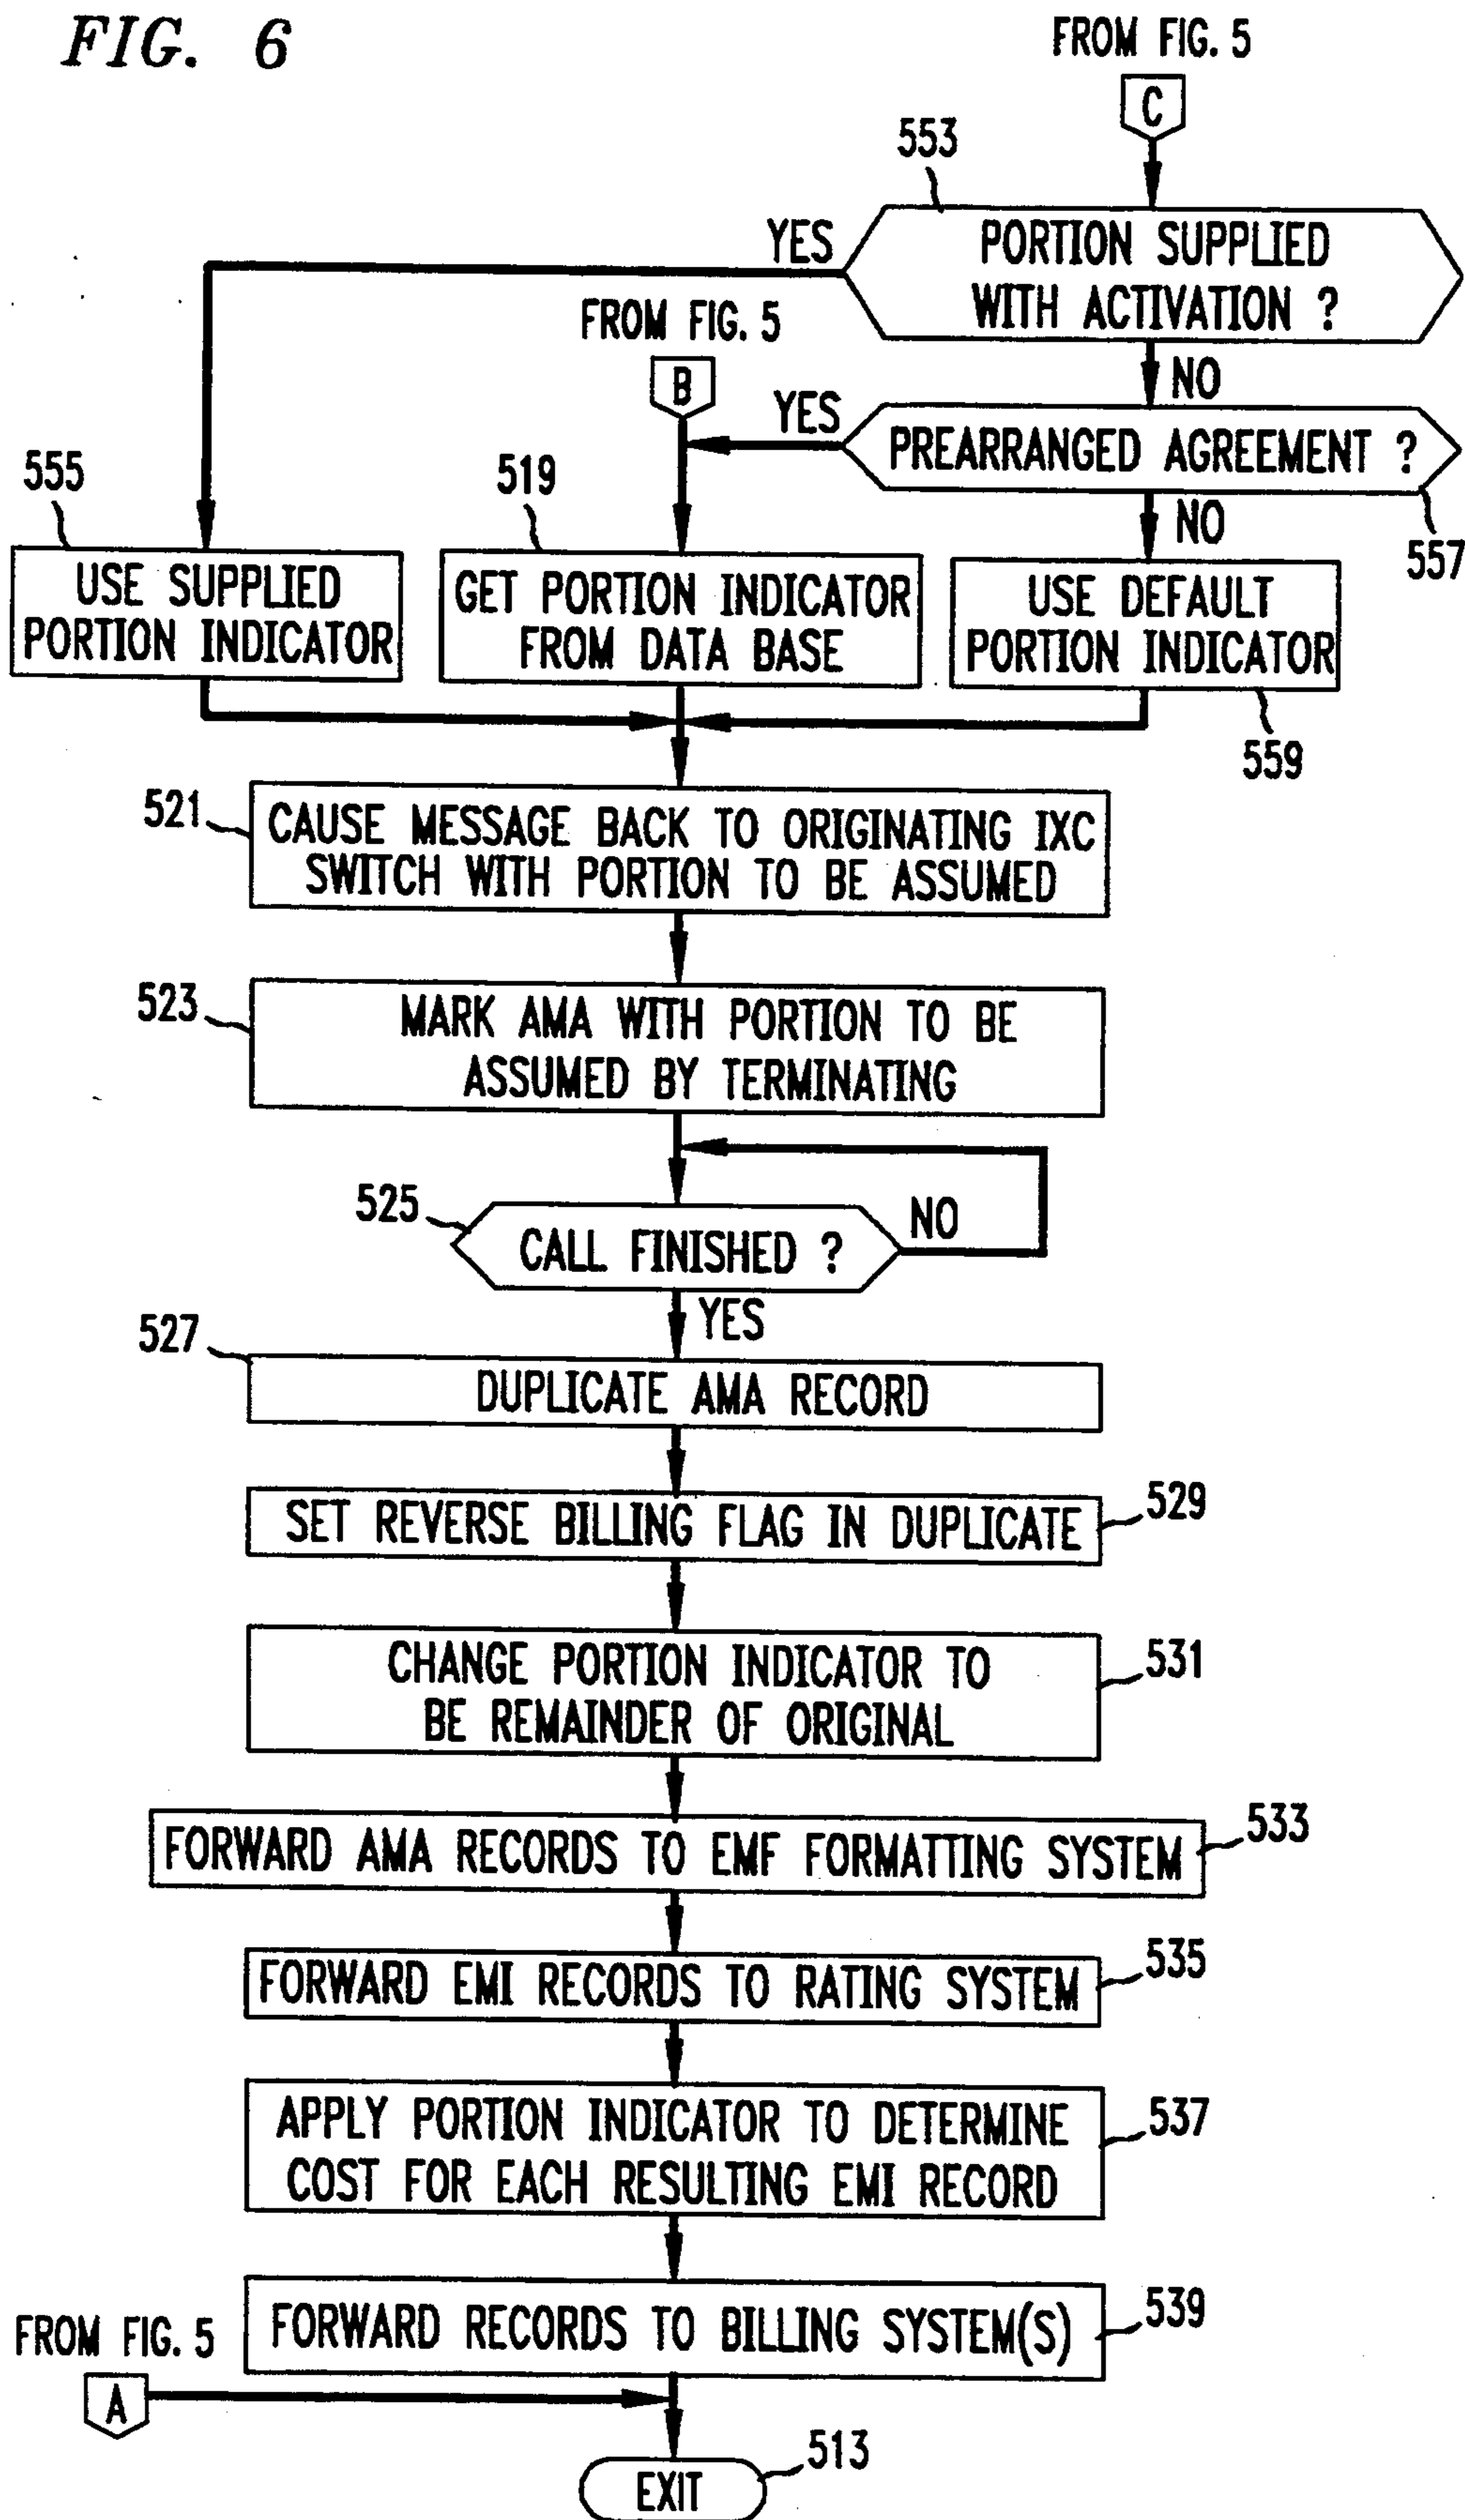 FIG. 6
FROM FIG. 5
C
553
YES
PORTION SUPPLIED
WITH ACTIVATION ?
FROM FIG. 5
B
NO
YES
PREARRANGED AGREEMENT ?
555
519
NO
557
USE SUPPLIED
PORTION INDICATOR
GET PORTION INDICATOR
FROM DATA BASE
USE DEFAULT
PORTION INDICATOR
559
521
CAUSE MESSAGE BACK TO ORIGINATING IXC
SWITCH WITH PORTION TO BE ASSUMED
523
MARK AMA WITH PORTION TO BE
ASSUMED BY TERMINATING
525
CALL FINISHED ?
NO
YES
527
DUPLICATE AMA RECORD
SET REVERSE BILLING FLAG IN DUPLICATE
529
CHANGE PORTION INDICATOR TO
BE REMAINDER OF ORIGINAL
531
FORWARD AMA RECORDS TO EMF FORMATTING SYSTEM
533
FORWARD EMI RECORDS TO RATING SYSTEM
535
APPLY PORTION INDICATOR TO DETERMINE
COST FOR EACH RESULTING EMI RECORD
537
FORWARD RECORDS TO BILLING SYSTEM(S)
539
FROM FIG. 5
A
513
EXIT